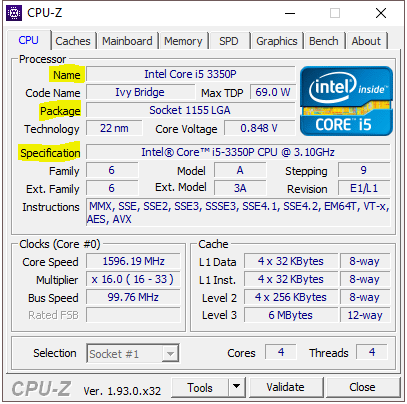 CPU-Z
CPU Caches Mainboard Memory SPD Graphics Bench About
Processor
Name Intel Core i5 3350P
Code Name Ivy Bridge Max TDP 69.0 W
Package Socket 1155 LGA
Technology 22 nm Core Voltage 0.848 V
intel inside™
CORE i5
Specification Intel® Core™ i5-3350P CPU @ 3.10GHz
Family 6 Model A Stepping 9
Ext. Family 6 Ext. Model 3A Revision E1/L1
Instructions MMX, SSE, SSE2, SSE3, SSSE3, SSE4.1, SSE4.2, EM64T, VT-x,
AES, AVX
Clocks (Core #0)
Core Speed 1596.19 MHz
Multiplier x 16.0 ( 16 - 33 )
Bus Speed 99.76 MHz
Rated FSB
Cache
L1 Data 4 x 32 KBytes 8-way
L1 Inst. 4 x 32 KBytes 8-way
Level 2 4 x 256 KBytes 8-way
Level 3 6 MBytes 12-way
Selection Socket #1 Cores 4 Threads 4
CPU-Z Ver. 1.93.0.x32 Tools Validate Close